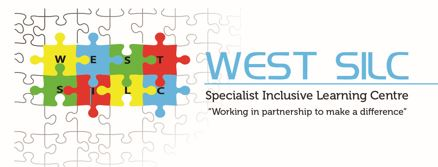 W E S T
S I L C
WEST SILC
Specialist Inclusive Learning Centre
"Working in partnership to make a difference"